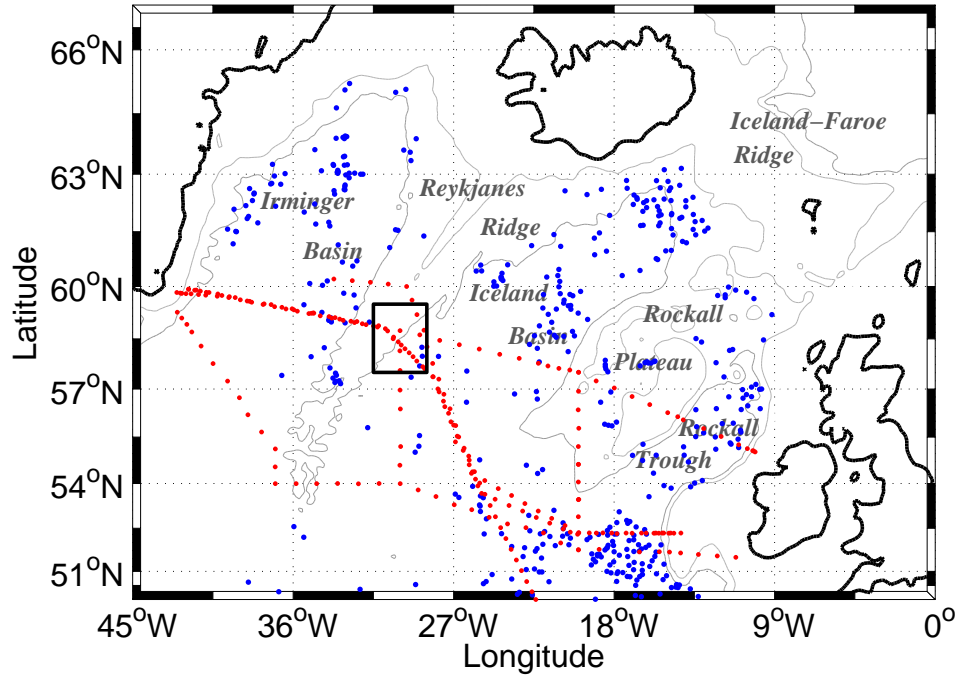 66°N
Iceland–Faroe
Ridge
63°N
Reykjanes
Irminger
Ridge
Basin
60°N
Iceland
Rockall
Basin
Plateau
57°N
Rockall
Trough
54°N
51°N
45°W 36°W 27°W 18°W 9°W 0°
Longitude
Latitude